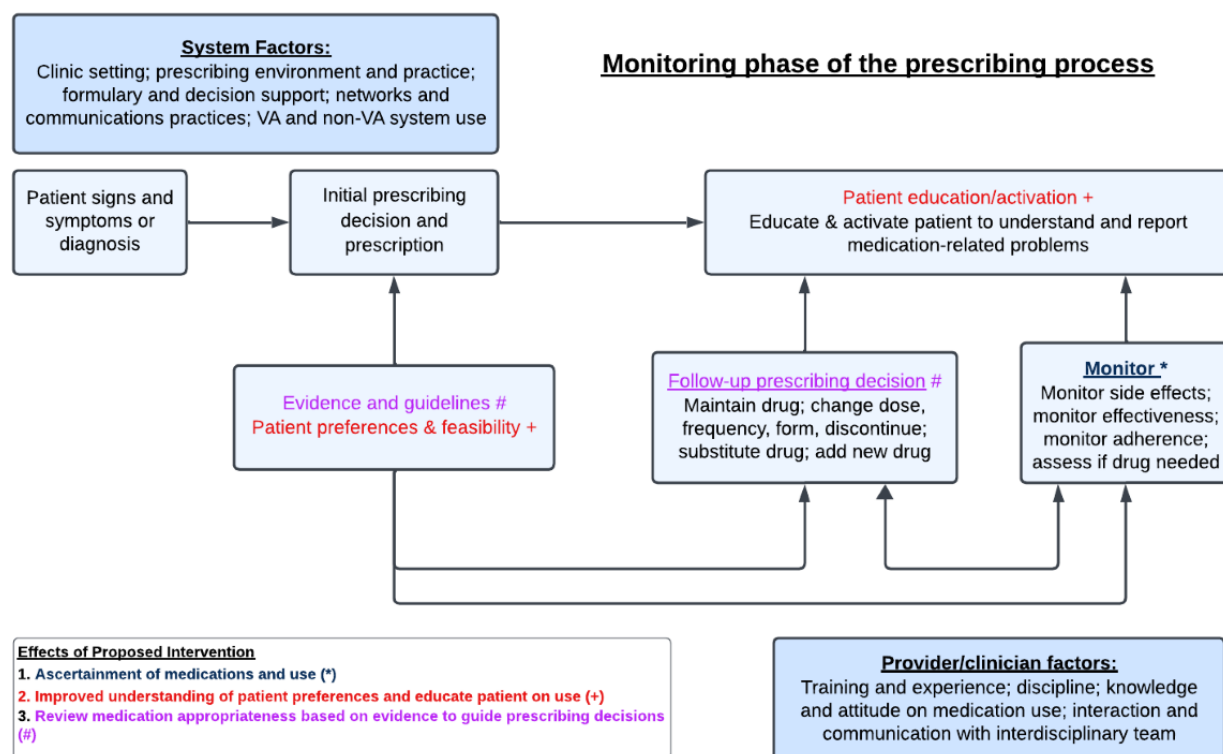 System Factors:
Clinic setting; prescribing environment and practice;
formulary and decision support; networks and
communications practices; VA and non-VA system use
Monitoring phase of the prescribing process
Patient signs and
symptoms or
diagnosis
Initial prescribing
decision and
prescription
Patient education/activation +
Educate & activate patient to understand and report
medication-related problems
Evidence and guidelines #
Patient preferences & feasibility +
Follow-up prescribing decision #
Maintain drug; change dose,
frequency, form, discontinue;
substitute drug; add new drug
Monitor *
Monitor side effects;
monitor effectiveness;
monitor adherence;
assess if drug needed
Effects of Proposed Intervention
1. Ascertainment of medications and use (*)
2. Improved understanding of patient preferences and educate patient on use (+)
3. Review medication appropriateness based on evidence to guide prescribing decisions
(#)
Provider/clinician factors:
Training and experience; discipline; knowledge
and attitude on medication use; interaction and
communication with interdisciplinary team